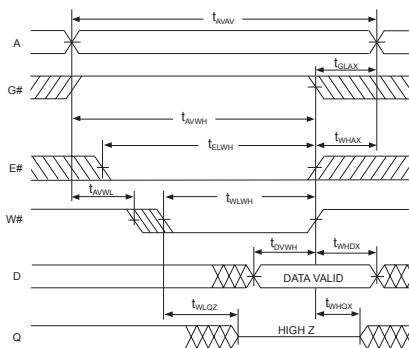 tAVAV
A
tGLAX
G#
tAVWH
tELWH
tWHAX
E#
tAVWL
tWLWH
W#
tDVWH
tWHDX
D
DATA VALID
tWLQZ
tWHQX
Q
HIGH Z